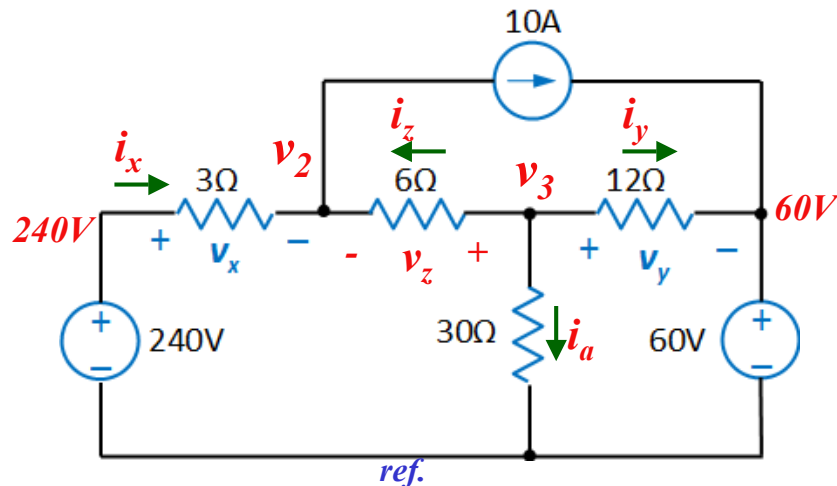 10A
i_x v_2 i_z v_3 i_y
3Ω 6Ω 12Ω
240V 60V
+ v_x − - v_z + + v_y −
+ − 240V 30Ω i_a 60V + −
ref.